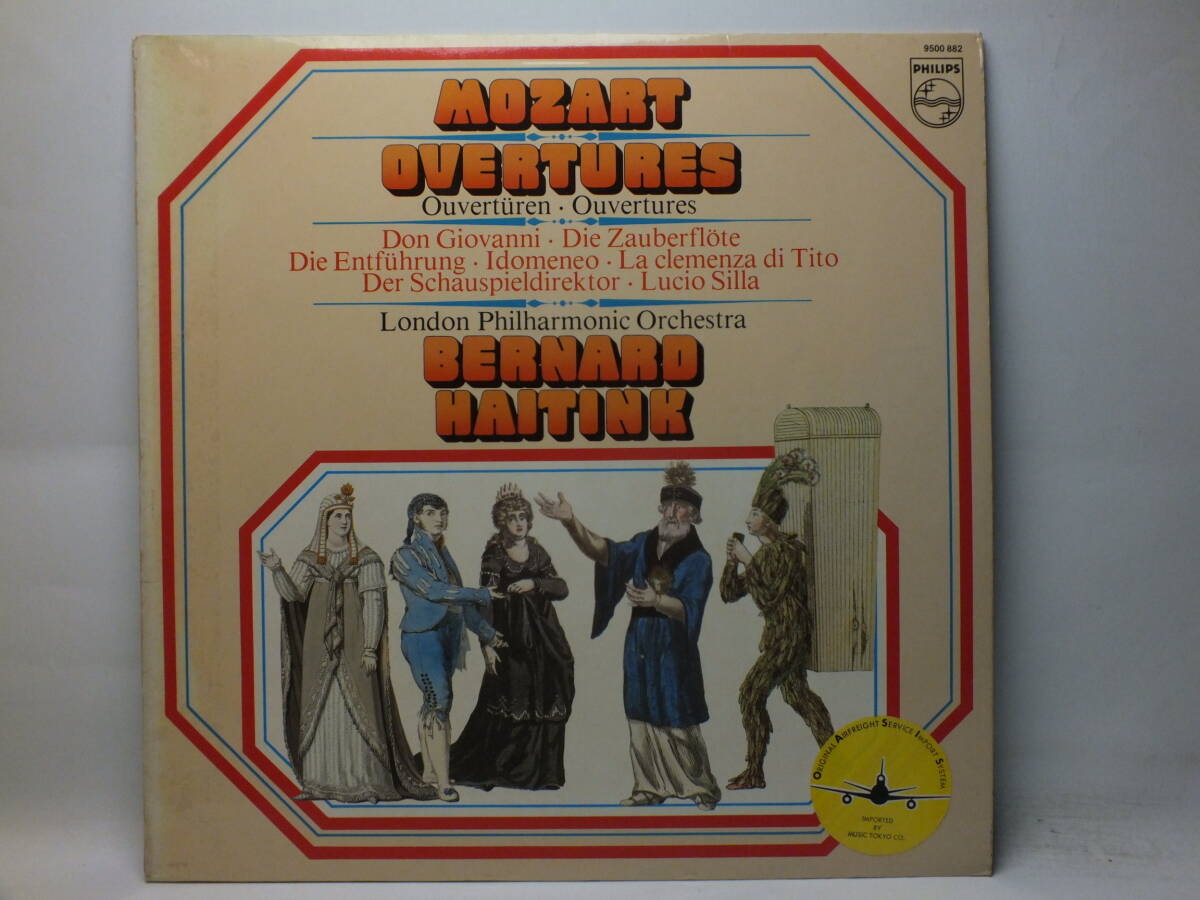 9500 882
PHILIPS
MOZART
OVERTURES
Ouvertüren · Ouvertures
Don Giovanni · Die Zauberflöte
Die Entführung · Idomeneo · La clemenza di Tito
Der Schauspieldirektor · Lucio Silla
London Philharmonic Orchestra
BERNARD
HAITINK
ORIGINAL AIRFREIGHT SERVICE IMPORT SYSTEM
IMPORTED
BY
MUSIC TOKYO CO.